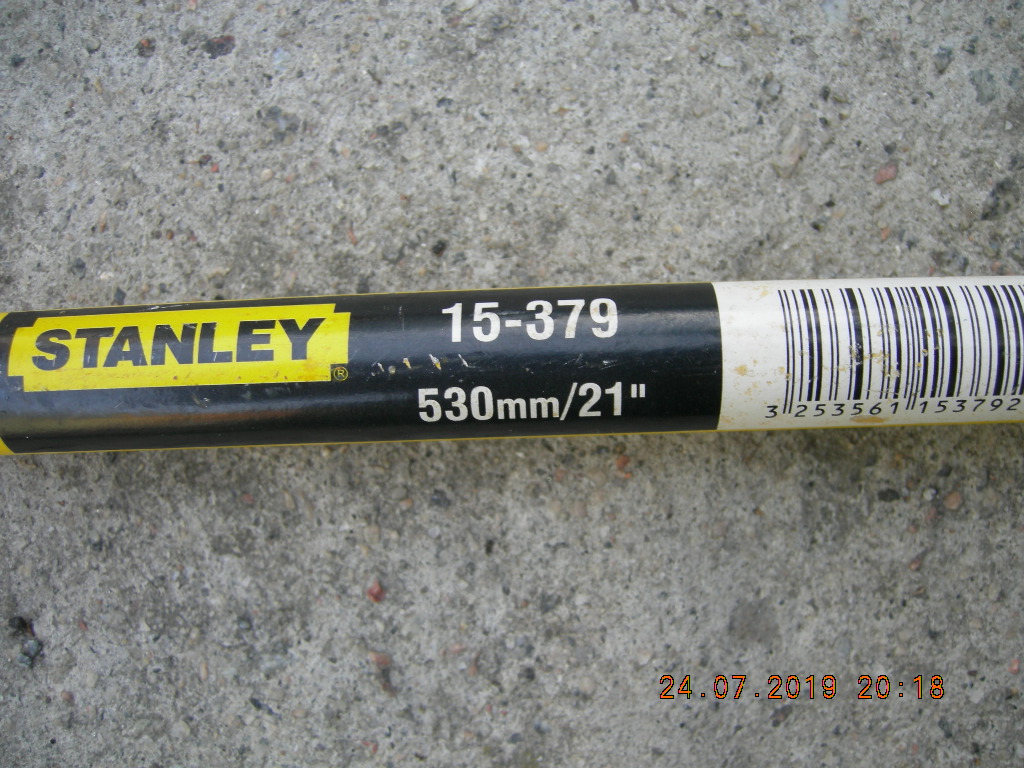 STANLEY®
15-379
530mm/21"
3 253561 153792
24.07.2019 20:18